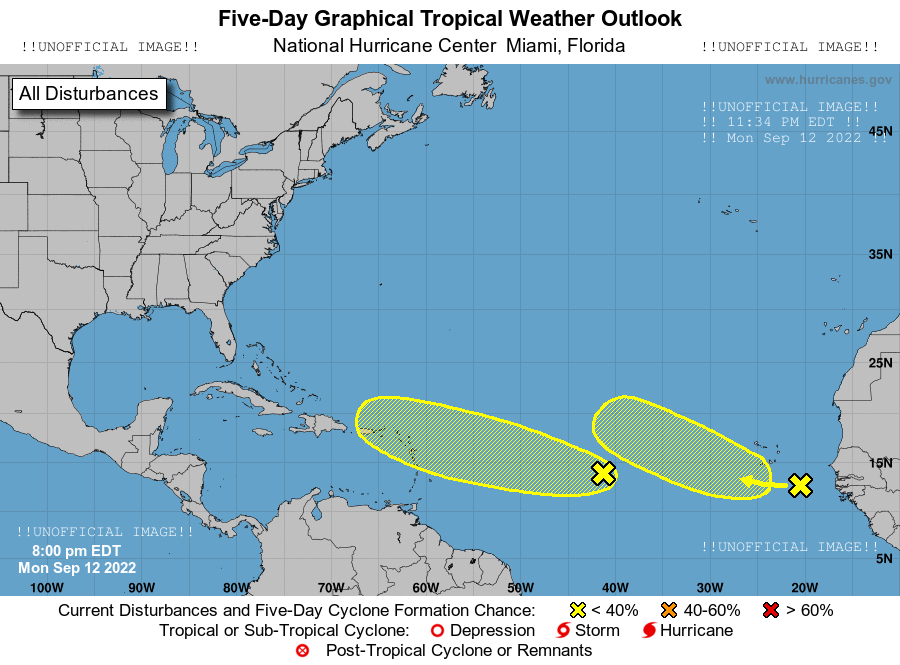 Five-Day Graphical Tropical Weather Outlook
!!UNOFFICIAL IMAGE!!
National Hurricane Center Miami, Florida
!!UNOFFICIAL IMAGE!!
All Disturbances
www.hurricanes.gov
!!UNOFFICIAL IMAGE!!
!! 11:34 PM EDT !!
!! Mon Sep 12 2022 !!
45N
35N
25N
15N
!!UNOFFICIAL IMAGE!!
8:00 pm EDT
Mon Sep 12 2022
!!UNOFFICIAL IMAGE!!
5N
100W 90W 80W 70W 60W 50W 40W 30W 20W
Current Disturbances and Five-Day Cyclone Formation Chance: < 40% 40-60% > 60%
Tropical or Sub-Tropical Cyclone: Depression Storm Hurricane
Post-Tropical Cyclone or Remnants